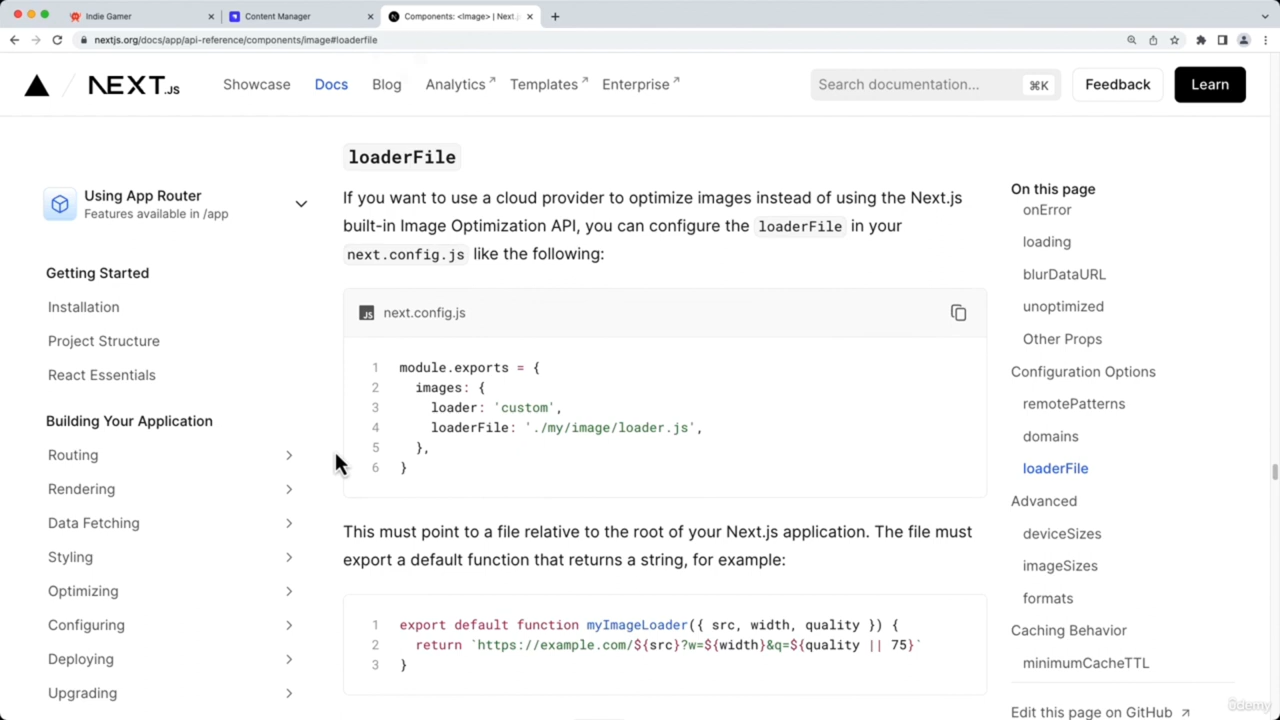 Indie Gamer
Content Manager
Components: <Image> | Next.
nextjs.org/docs/app/api-reference/components/image#loaderfile
NEXT.JS
Showcase
Docs
Blog
Analytics
Templates
Enterprise
Search documentation...
⌘K
Feedback
Learn
Using App Router
Features available in /app
Getting Started
Installation
Project Structure
React Essentials
Building Your Application
Routing
Rendering
Data Fetching
Styling
Optimizing
Configuring
Deploying
Upgrading
loaderFile
If you want to use a cloud provider to optimize images instead of using the Next.js
built-in Image Optimization API, you can configure the loaderFile in your
next.config.js like the following:
JS next.config.js
1 module.exports = {
2 images: {
3 loader: 'custom',
4 loaderFile: './my/image/loader.js',
5 },
6 }
This must point to a file relative to the root of your Next.js application. The file must
export a default function that returns a string, for example:
1 export default function myImageLoader({ src, width, quality }) {
2 return `https://example.com/${src}?w=${width}&q=${quality || 75}`
3 }
On this page
onError
loading
blurDataURL
unoptimized
Other Props
Configuration Options
remotePatterns
domains
loaderFile
Advanced
deviceSizes
imageSizes
formats
Caching Behavior
minimumCacheTTL
Edit this page on GitHub
ûdemy